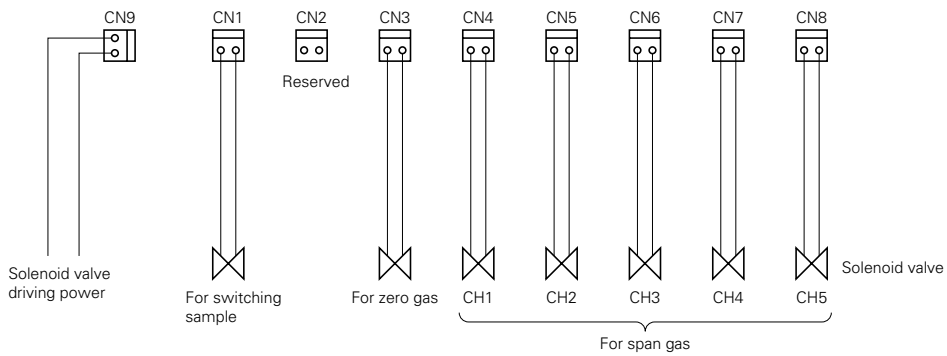 CN9
CN1
CN2
CN3
CN4
CN5
CN6
CN7
CN8
Reserved
Solenoid valve
driving power
For switching
sample
For zero gas
CH1
CH2
CH3
CH4
CH5
Solenoid valve
For span gas